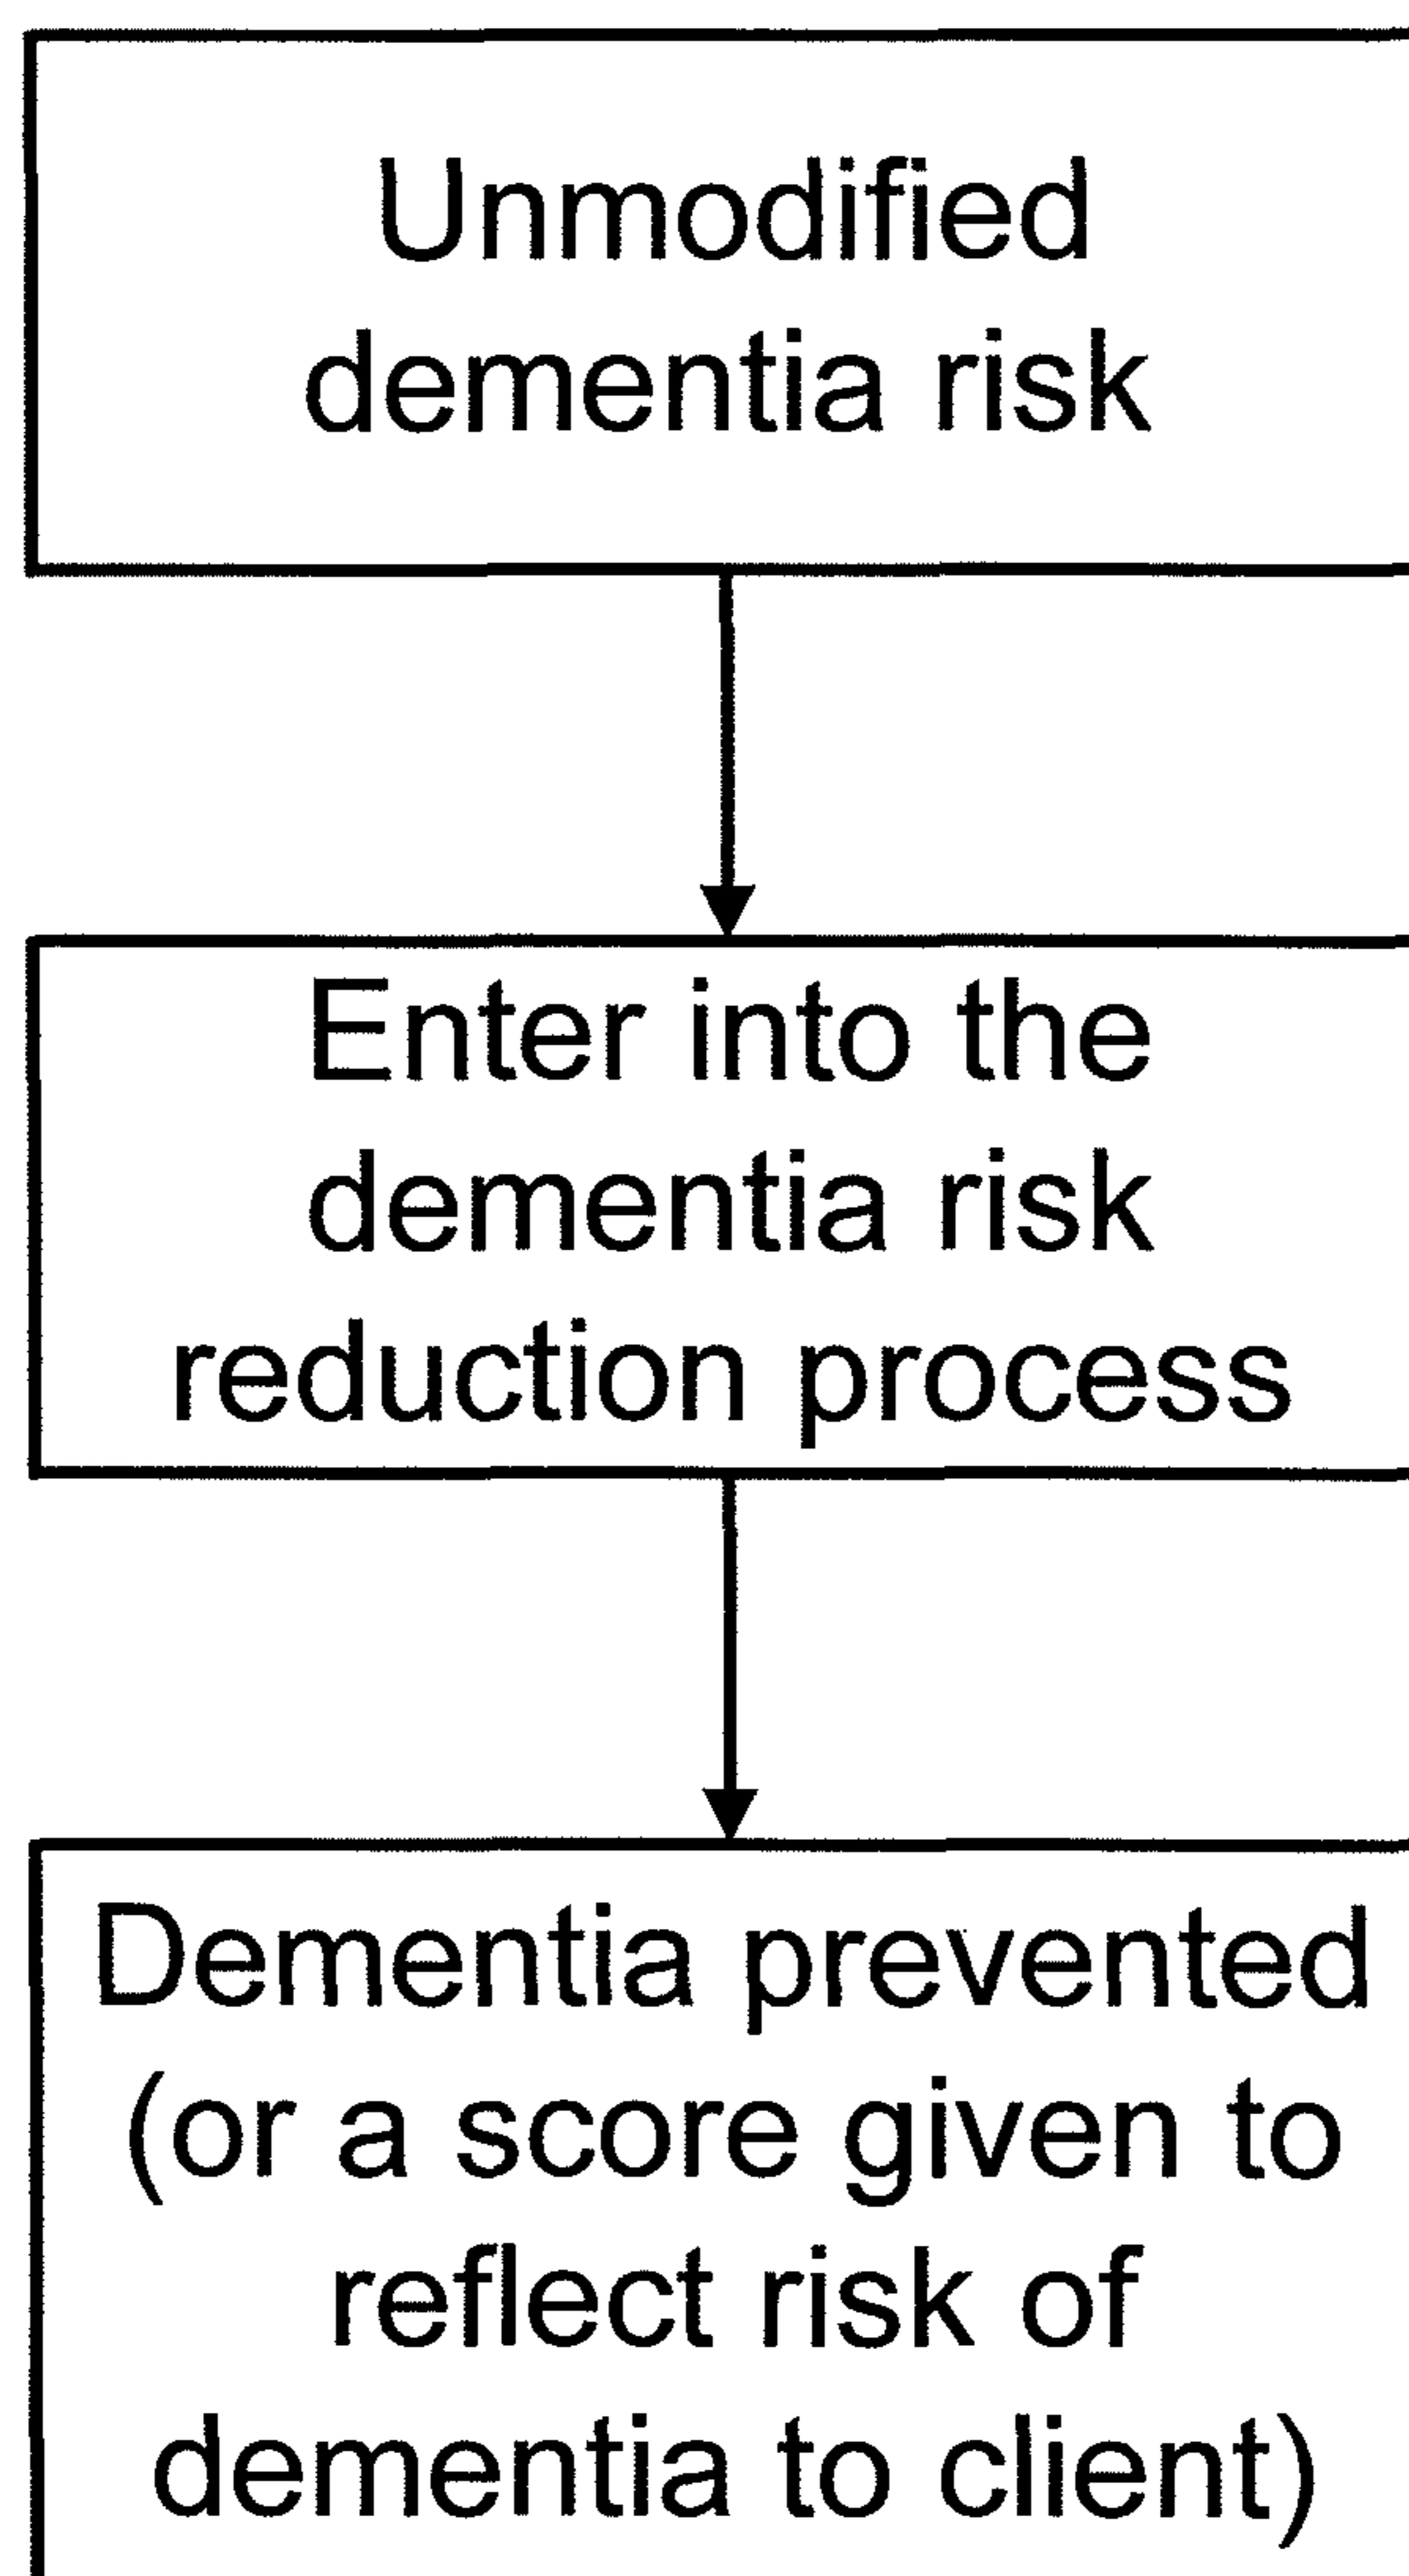 Unmodified
dementia risk
Enter into the
dementia risk
reduction process
Dementia prevented
(or a score given to
reflect risk of
dementia to client)